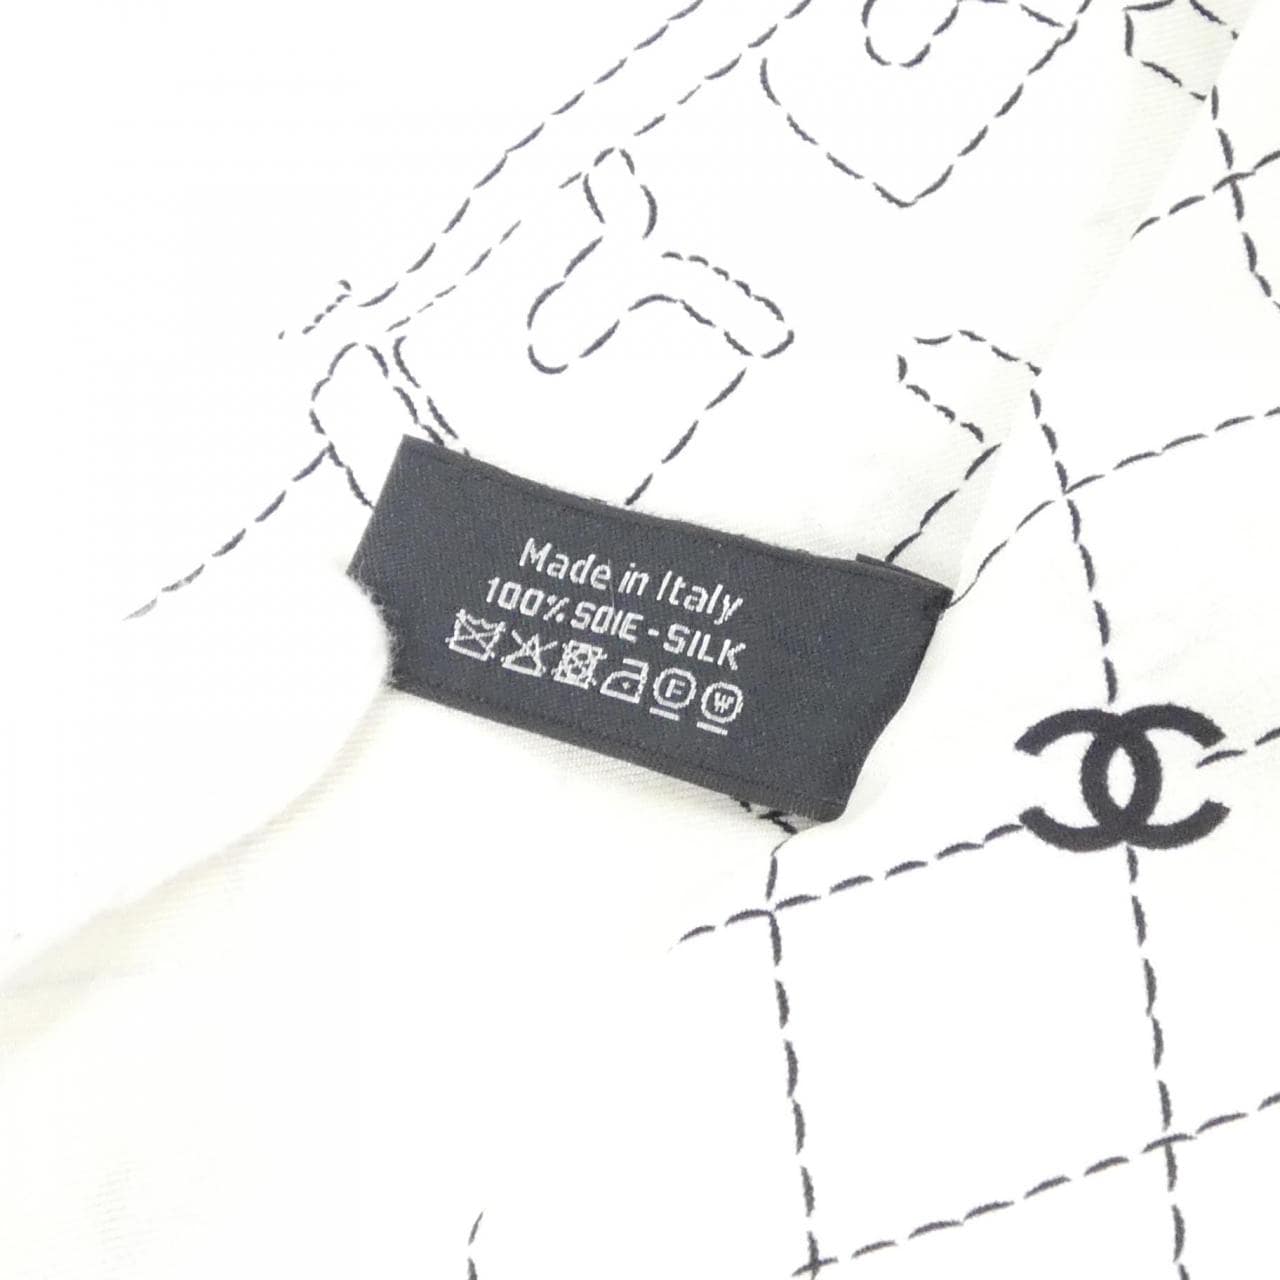 Made in Italy
100% SOIE - SILK
F
W